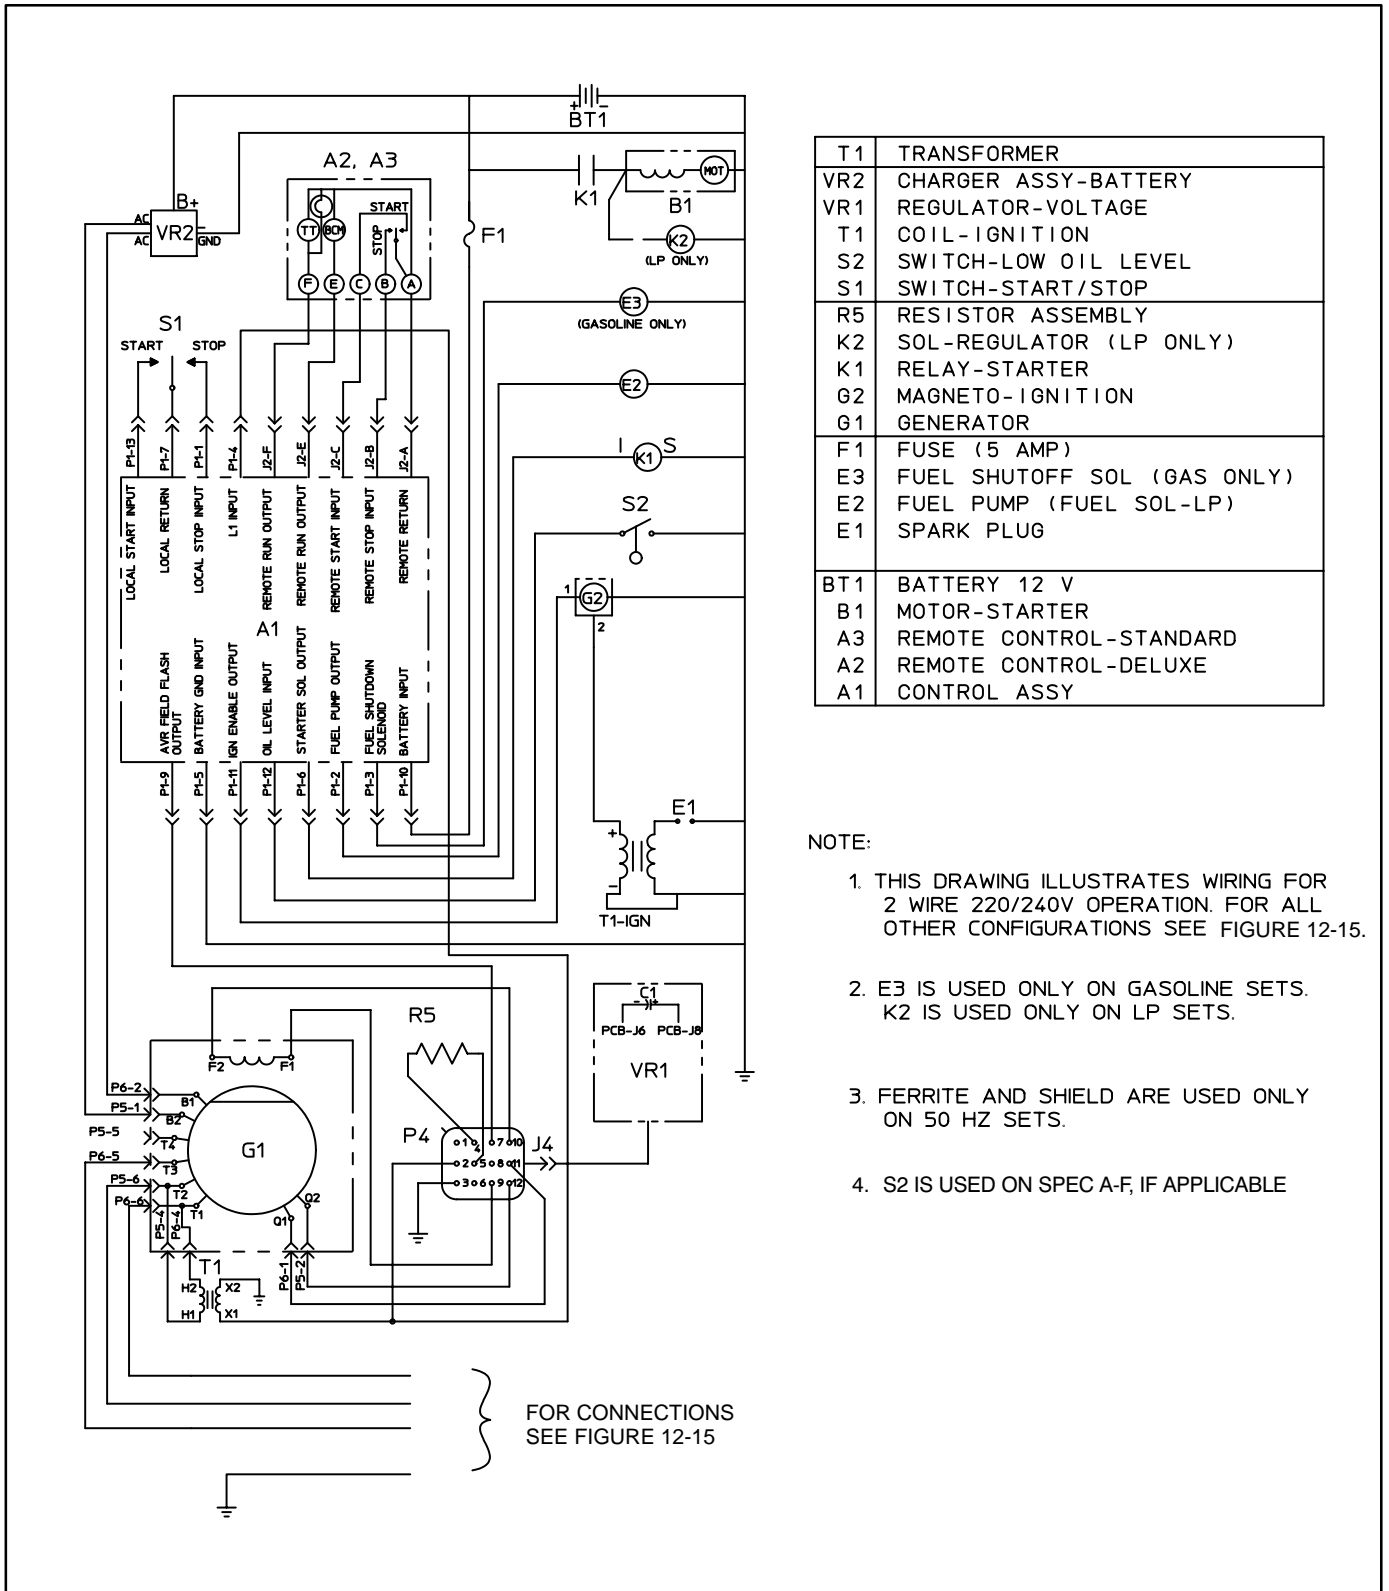 BT1
+ -
A2, A3
START
STOP
TT
BCM
F E C B A
K1
MOT
B1
K2
(LP ONLY)
F1
B+
AC
AC
VR2
-
GND
E3
(GASOLINE ONLY)
S1
START STOP
E2
I K1 S
S2
P1-13 P1-7 P1-1 P1-4 J2-F J2-E J2-C J2-B J2-A
LOCAL START INPUT
LOCAL RETURN
LOCAL STOP INPUT
L1 INPUT
REMOTE RUN OUTPUT
REMOTE RUN OUTPUT
REMOTE START INPUT
REMOTE STOP INPUT
REMOTE RETURN
A1
AVR FIELD FLASH
OUTPUT
BATTERY GND INPUT
IGN ENABLE OUTPUT
OIL LEVEL INPUT
STARTER SOL OUTPUT
FUEL PUMP OUTPUT
FUEL SHUTDOWN
SOLENOID
BATTERY INPUT
P1-9 P1-5 P1-11 P1-12 P1-6 P1-2 P1-3 P1-10
1
G2
2
E1
+
-
T1-IGN
T1 TRANSFORMER
VR2 CHARGER ASSY-BATTERY
VR1 REGULATOR-VOLTAGE
T1 COIL-IGNITION
S2 SWITCH-LOW OIL LEVEL
S1 SWITCH-START/STOP
R5 RESISTOR ASSEMBLY
K2 SOL-REGULATOR (LP ONLY)
K1 RELAY-STARTER
G2 MAGNETO-IGNITION
G1 GENERATOR
F1 FUSE (5 AMP)
E3 FUEL SHUTOFF SOL (GAS ONLY)
E2 FUEL PUMP (FUEL SOL-LP)
E1 SPARK PLUG
BT1 BATTERY 12 V
B1 MOTOR-STARTER
A3 REMOTE CONTROL-STANDARD
A2 REMOTE CONTROL-DELUXE
A1 CONTROL ASSY
NOTE:
1. THIS DRAWING ILLUSTRATES WIRING FOR
2 WIRE 220/240V OPERATION. FOR ALL
OTHER CONFIGURATIONS SEE FIGURE 12-15.
2. E3 IS USED ONLY ON GASOLINE SETS.
K2 IS USED ONLY ON LP SETS.
3. FERRITE AND SHIELD ARE USED ONLY
ON 50 HZ SETS.
4. S2 IS USED ON SPEC A-F, IF APPLICABLE
C1
- +
PCB-J6 PCB-J8
VR1
R5
F2 F1
P6-2
B1
P5-1
B2
P5-5
T4
P6-5
T3
P5-6
T2
P6-6
T1
G1
Q2
Q1
P5-4
P6-4
P6-1
P5-2
P4
1 4 7 10
2 5 8 11
3 6 9 12
J4
T1
H2 X2
H1 X1
FOR CONNECTIONS
SEE FIGURE 12-15